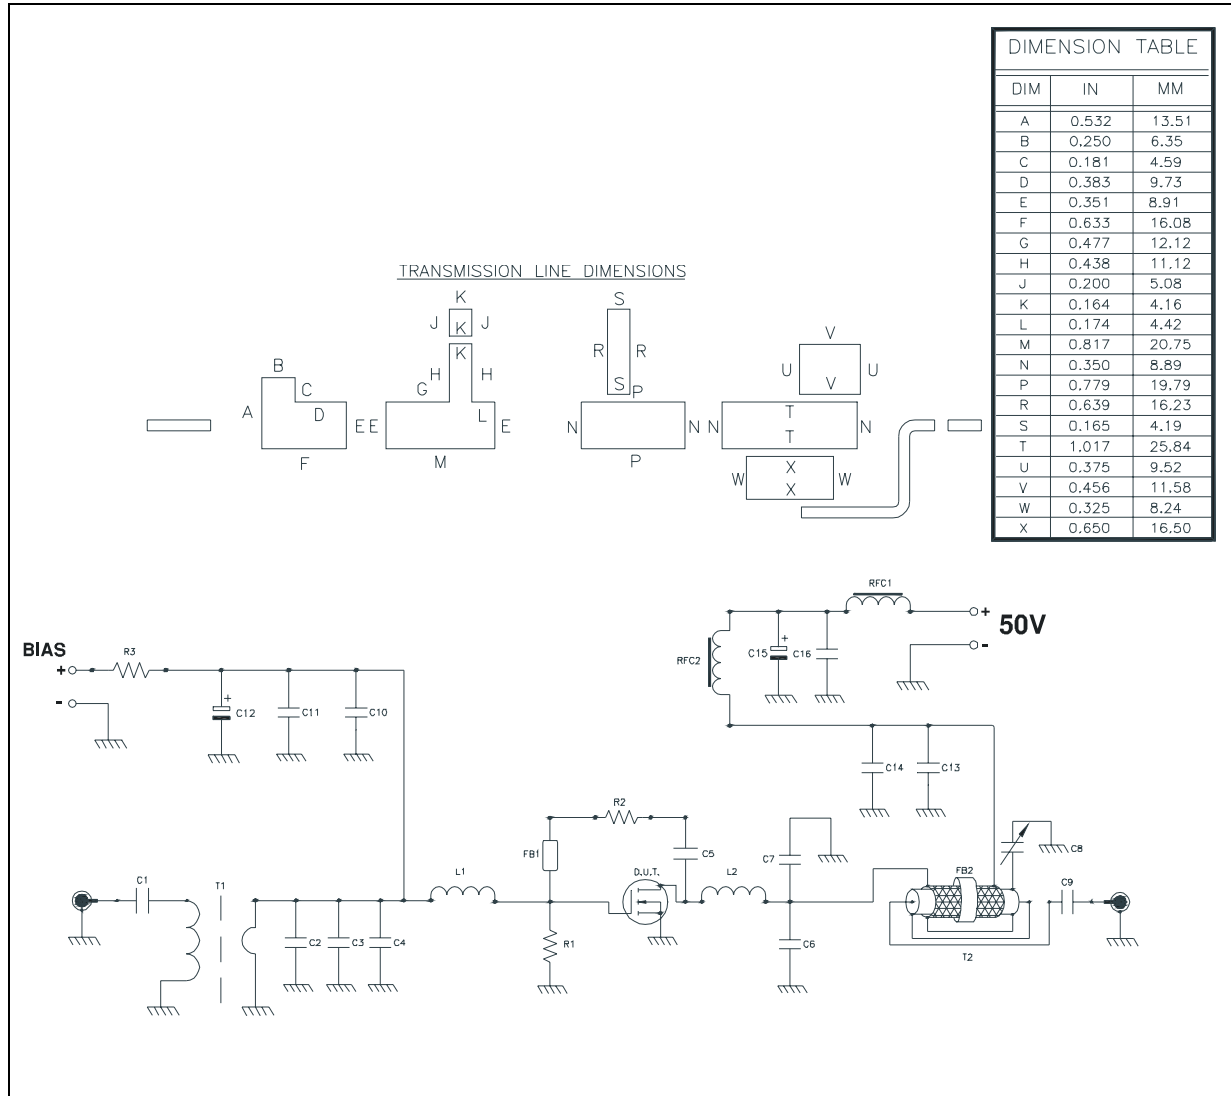 DIMENSION TABLE
DIM IN MM
A 0.532 13.51
B 0.250 6.35
C 0.181 4.59
D 0.383 9.73
E 0.351 8.91
F 0.633 16.08
G 0.477 12.12
H 0.438 11.12
J 0.200 5.08
K 0.164 4.16
L 0.174 4.42
M 0.817 20.75
N 0.350 8.89
P 0.779 19.79
R 0.639 16.23
S 0.165 4.19
T 1.017 25.84
U 0.375 9.52
V 0.456 11.58
W 0.325 8.24
X 0.650 16.50
TRANSMISSION LINE DIMENSIONS
K S
J K J
V
K R R
B H H U V U
G S P
C
A D L T
E E E N N N N
T
F M P X
W W
X
RFC1
+
50V
-
BIAS
+
R3
-
+
C12 C11 C10
RFC2
+
C15 C16
C14 C13
R2
FB1 C5 C7 C8
C1 T1 L1 D.U.T. L2 FB2 C9
C2 C3 C4 R1 C6
T2